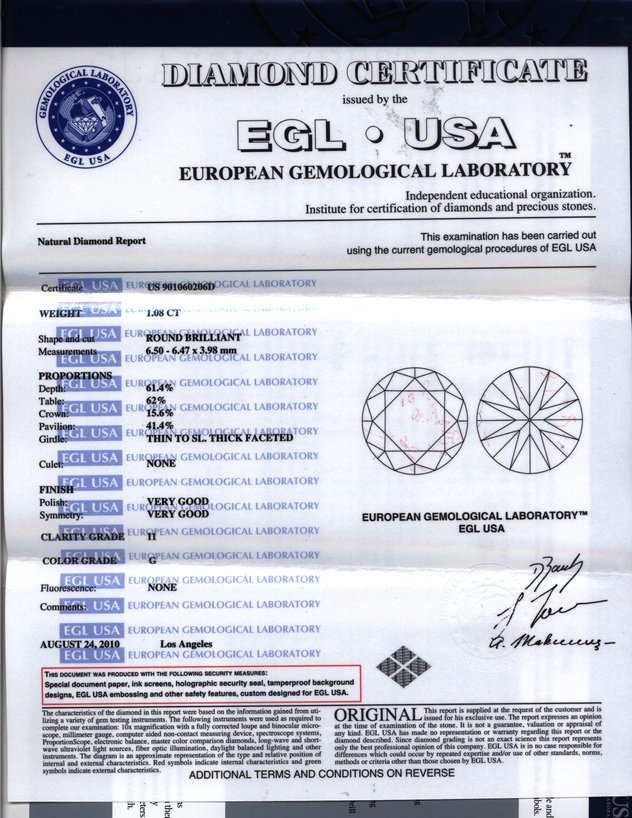 GEMOLOGICAL LABORATORY
EGL USA
DIAMOND CERTIFICATE
issued by the
EGL • USA
EUROPEAN GEMOLOGICAL LABORATORY™
Independent educational organization.
Institute for certification of diamonds and precious stones.
Natural Diamond Report
This examination has been carried out
using the current gemological procedures of EGL USA
Certificate US 901060206D
WEIGHT 1.08 CT
Shape and cut ROUND BRILLIANT
Measurements 6.50 - 6.47 x 3.98 mm
PROPORTIONS
Depth: 61.4%
Table: 62%
Crown: 15.6%
Pavilion: 41.4%
Girdle: THIN TO SL. THICK FACETED
Culet: NONE
FINISH
Polish: VERY GOOD
Symmetry: VERY GOOD
CLARITY GRADE I1
COLOR GRADE G
Fluorescence: NONE
Comments:
AUGUST 24, 2010 Los Angeles
EUROPEAN GEMOLOGICAL LABORATORY™
EGL USA
THIS DOCUMENT WAS PRODUCED WITH THE FOLLOWING SECURITY MEASURES:
Special document paper, ink screens, holographic security seal, tamperproof background
designs, EGL USA embossing and other safety features, custom designed for EGL USA.
The characteristics of the diamond in this report were based on the information gained from uti-
lizing a variety of gem testing instruments. The following instruments were used as required to
complete our examination: 10x magnification with a fully corrected loupe and binocular micro-
scope, millimeter gauge, computer aided non-contact measuring device, spectroscope systems,
ProportionScope, electronic balance, master color comparison diamonds, long-wave and short-
wave ultraviolet light sources, fiber optic illumination, daylight balanced lighting and other
instruments. The diagram is an approximate representation of the type and relative position of
internal and external characteristics. Red symbols indicate internal characteristics and green
symbols indicate external characteristics.
ORIGINAL This report is supplied at the request of the customer and is
issued for his exclusive use. The report expresses an opinion
at the time of examination of the stone. It is not a guarantee, valuation or appraisal of
any kind. EGL USA has made no representation or warranty regarding this report or the
diamond described. Since diamond grading is not an exact science this report represents
only the best professional opinion of this company. EGL USA is in no case responsible for
differences which could occur by repeated expertise and/or use of other standards, norms,
methods or criteria other than those chosen by EGL USA.
ADDITIONAL TERMS AND CONDITIONS ON REVERSE